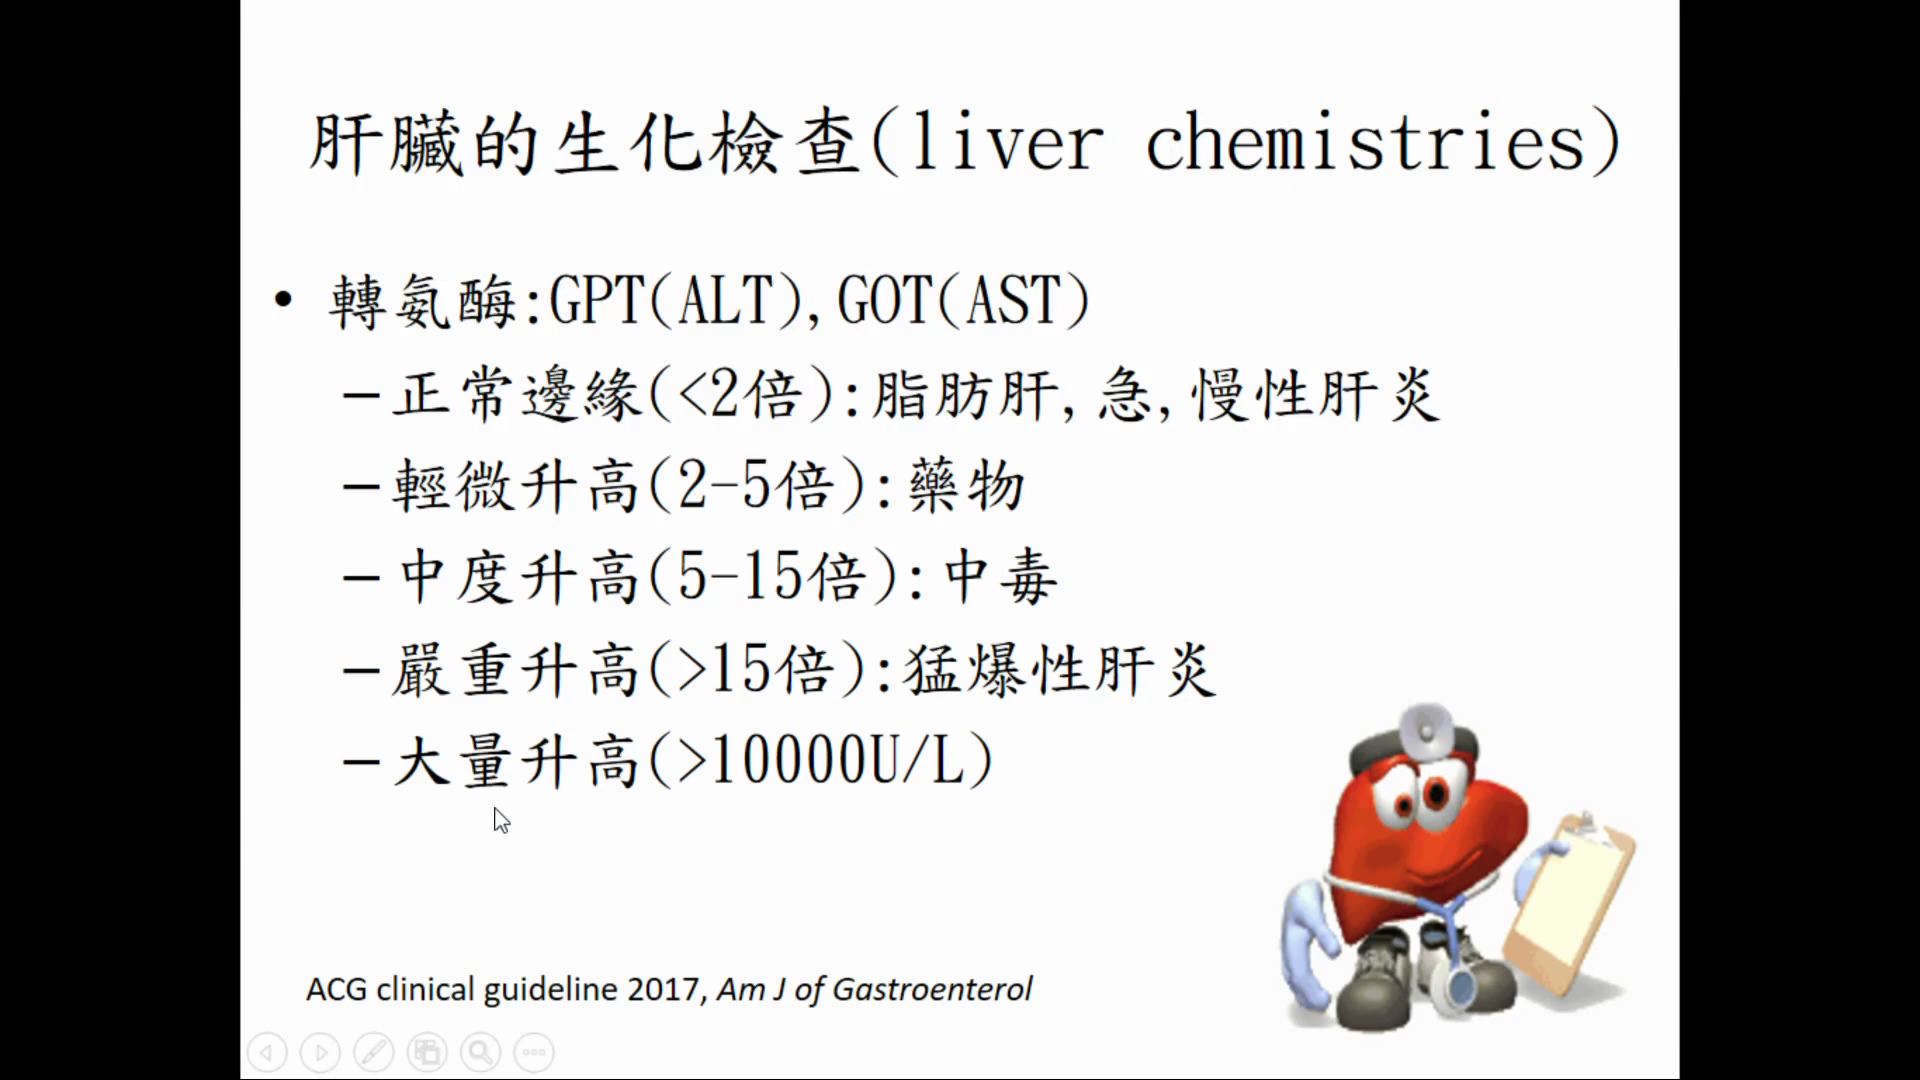 肝臟的生化檢查(liver chemistries)
• 轉氨酶:GPT(ALT),GOT(AST)
–正常邊緣(<2倍):脂肪肝,急,慢性肝炎
–輕微升高(2-5倍):藥物
–中度升高(5-15倍):中毒
–嚴重升高(>15倍):猛爆性肝炎
–大量升高(>10000U/L)
ACG clinical guideline 2017, Am J of Gastroenterol